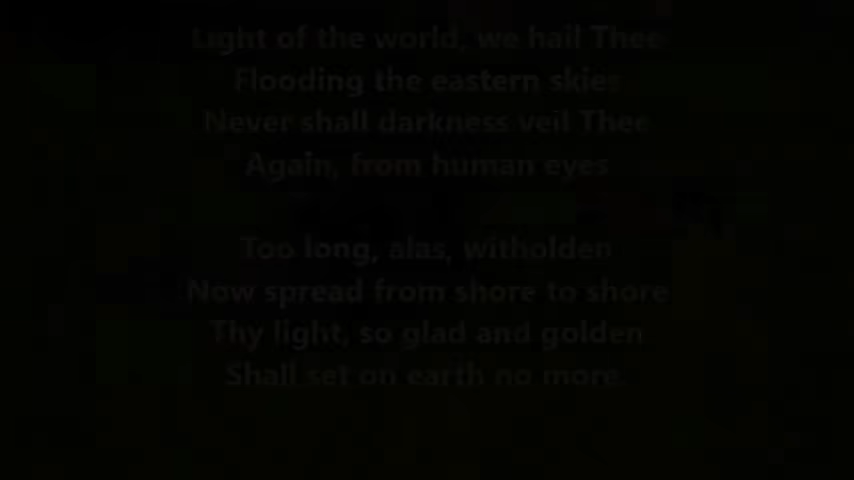 Light of the world, we hail Thee
Flooding the eastern skies
Never shall darkness veil Thee
Again, from human eyes
Too long, alas, witholden
Now spread from shore to shore
Thy light, so glad and golden
Shall set on earth no more.